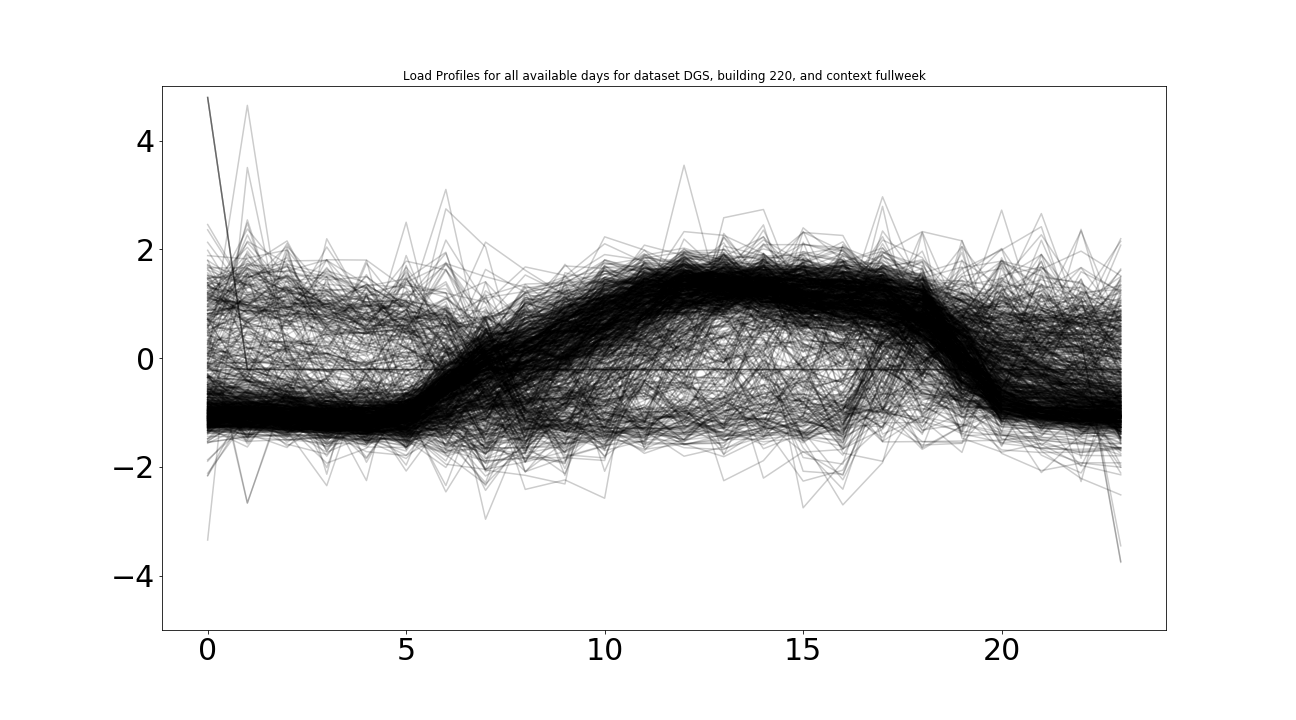 Load Profiles for all available days for dataset DGS, building 220, and context fullweek
4
2
0
−2
−4
0 5 10 15 20